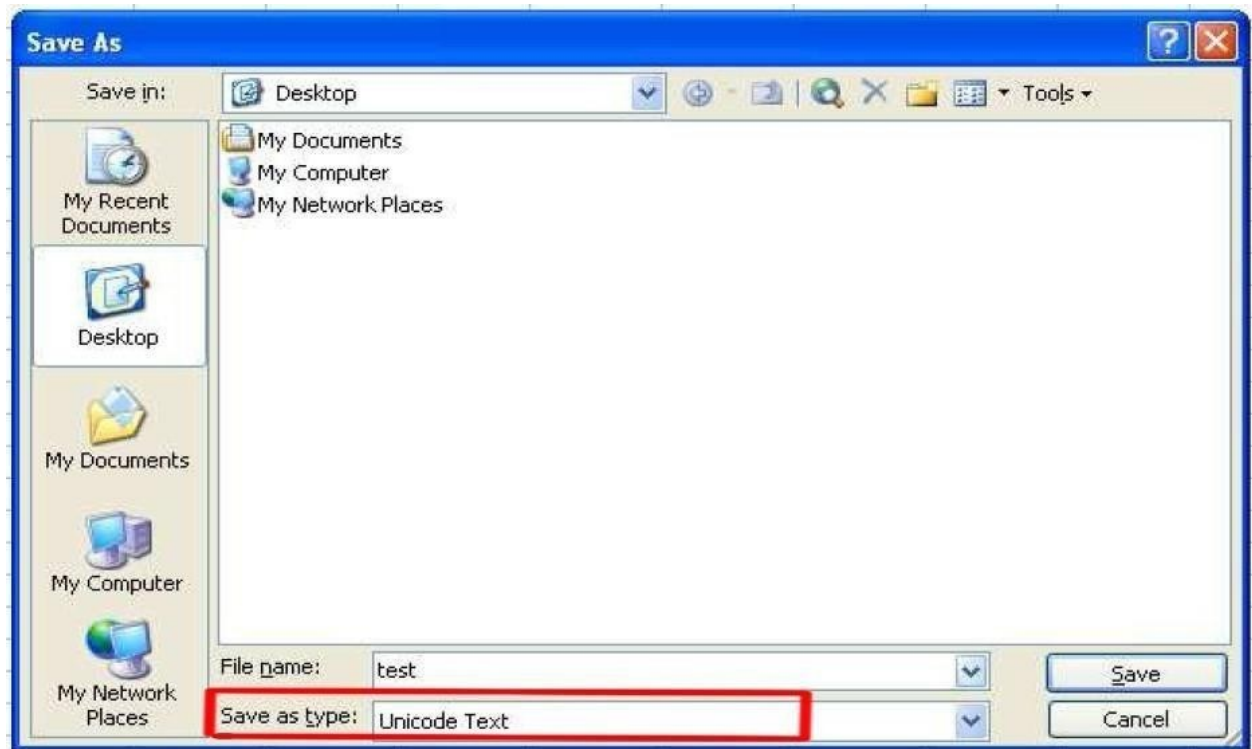 Save As
Save in:
Desktop
Tools
My Recent
Documents
Desktop
My Documents
My Computer
My Network
Places
My Documents
My Computer
My Network Places
File name:
test
Save
Save as type:
Unicode Text
Cancel